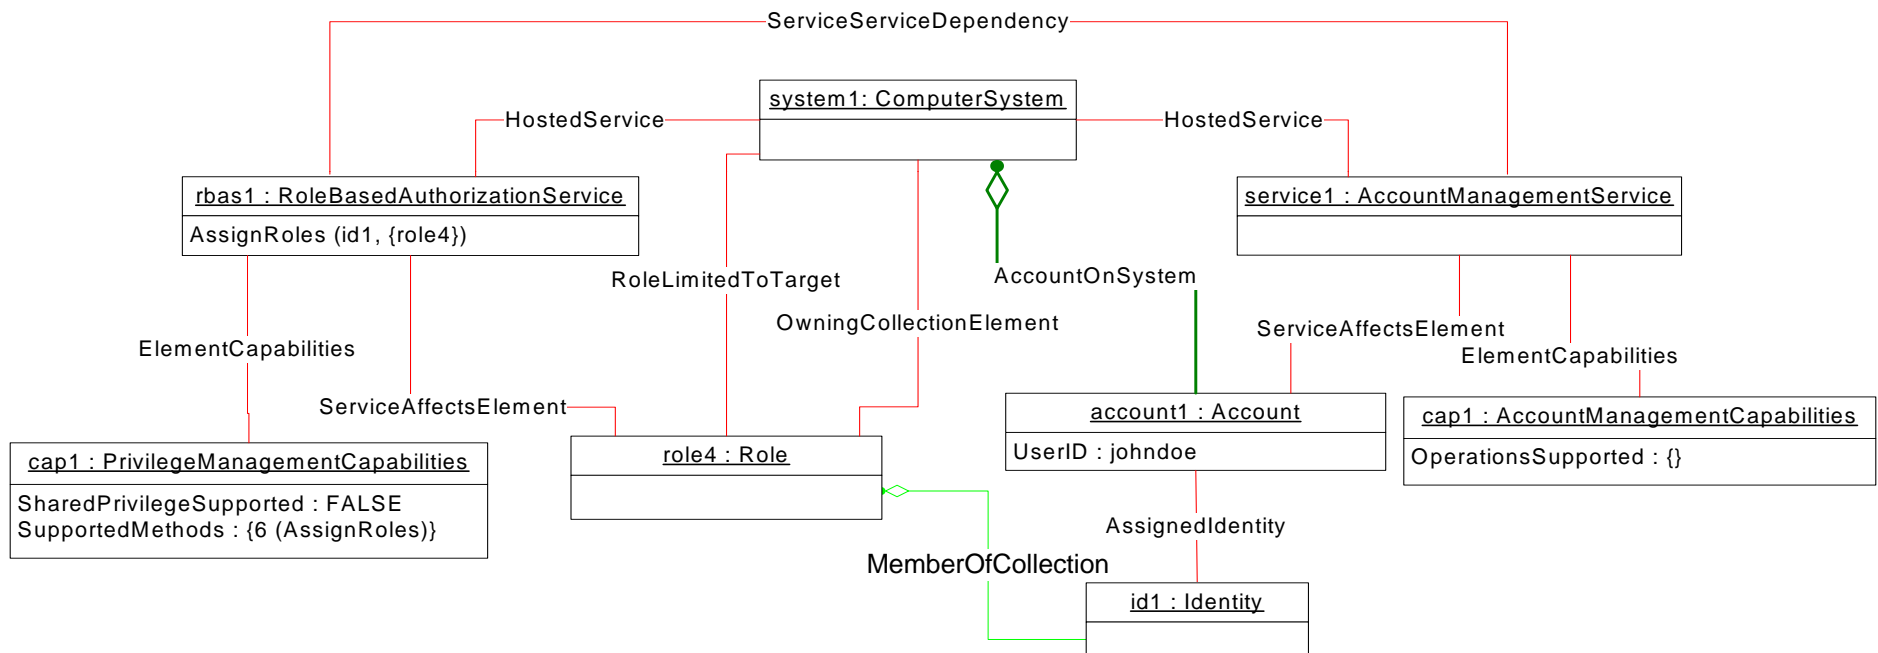 ServiceServiceDependency
system1: ComputerSystem
HostedService
HostedService
rbas1 : RoleBasedAuthorizationService
AssignRoles (id1, {role4})
service1 : AccountManagementService
RoleLimitedToTarget
AccountOnSystem
OwningCollectionElement
ServiceAffectsElement
ElementCapabilities
ElementCapabilities
ServiceAffectsElement
account1 : Account
UserID : johndoe
cap1 : AccountManagementCapabilities
OperationsSupported : {}
cap1 : PrivilegeManagementCapabilities
SharedPrivilegeSupported : FALSE
SupportedMethods : {6 (AssignRoles)}
role4 : Role
AssignedIdentity
MemberOfCollection
id1 : Identity